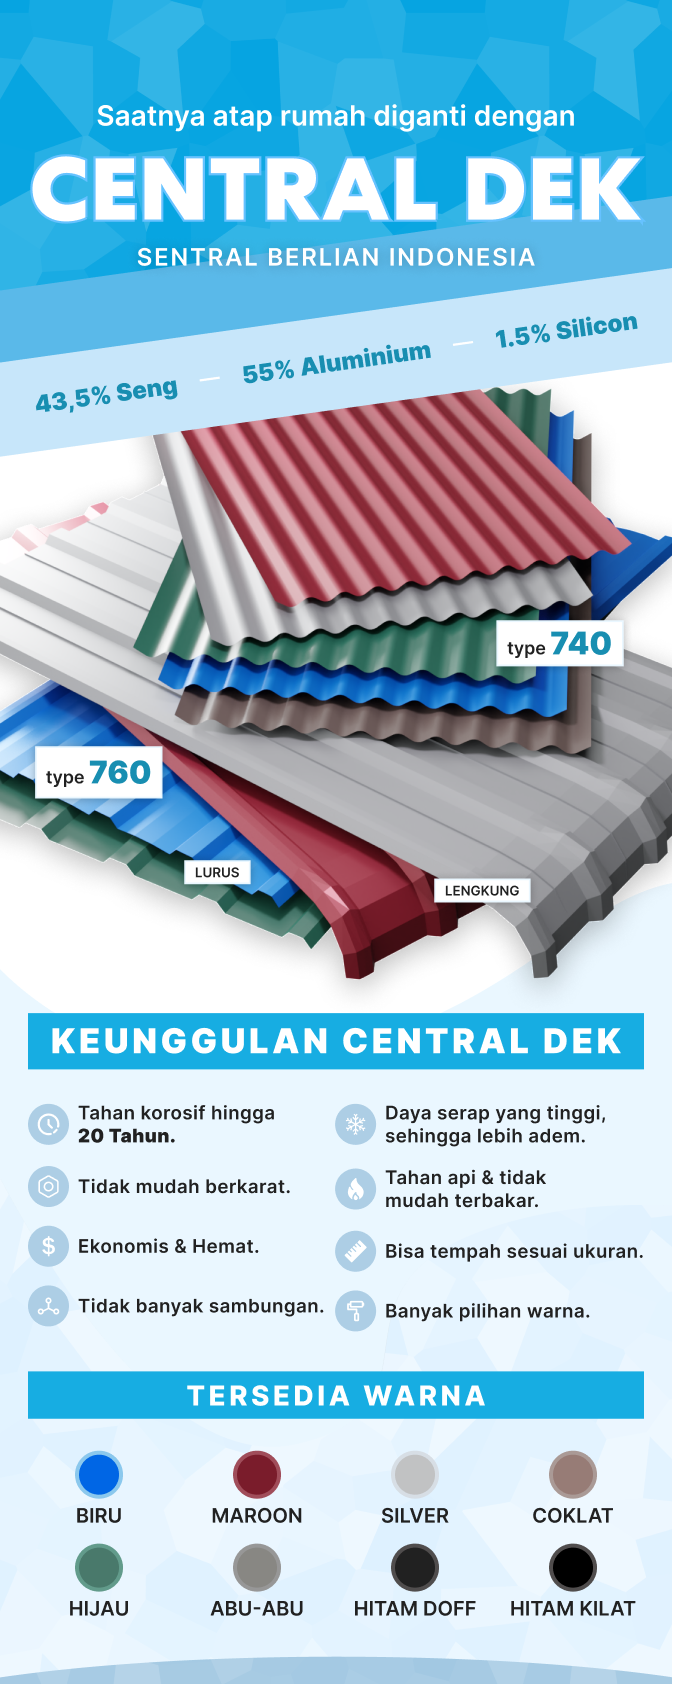 Saatnya atap rumah diganti dengan
CENTRAL DEK
SENTRAL BERLIAN INDONESIA
43,5% Seng — 55% Aluminium — 1.5% Silicon
type 740
type 760
LURUS
LENGKUNG
KEUNGGULAN CENTRAL DEK
Tahan korosif hingga
20 Tahun.
Tidak mudah berkarat.
Ekonomis & Hemat.
Tidak banyak sambungan.
Daya serap yang tinggi,
sehingga lebih adem.
Tahan api & tidak
mudah terbakar.
Bisa tempah sesuai ukuran.
Banyak pilihan warna.
TERSEDIA WARNA
BIRU
MAROON
SILVER
COKLAT
HIJAU
ABU-ABU
HITAM DOFF
HITAM KILAT